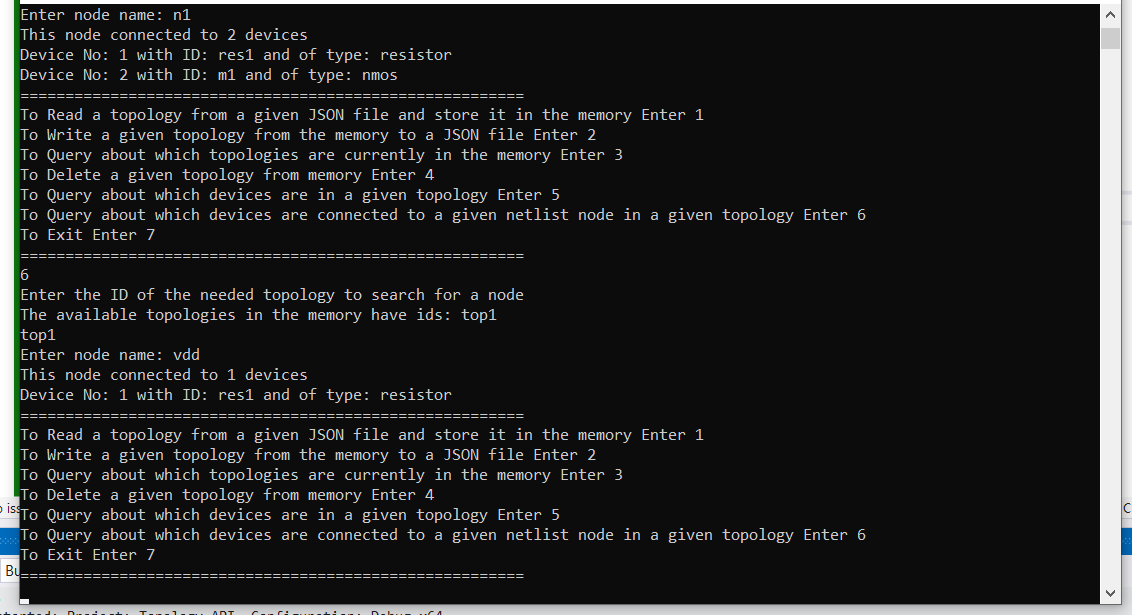 Enter node name: n1
This node connected to 2 devices
Device No: 1 with ID: res1 and of type: resistor
Device No: 2 with ID: m1 and of type: nmos
========================================================
To Read a topology from a given JSON file and store it in the memory Enter 1
To Write a given topology from the memory to a JSON file Enter 2
To Query about which topologies are currently in the memory Enter 3
To Delete a given topology from memory Enter 4
To Query about which devices are in a given topology Enter 5
To Query about which devices are connected to a given netlist node in a given topology Enter 6
To Exit Enter 7
========================================================
6
Enter the ID of the needed topology to search for a node
The available topologies in the memory have ids: top1
top1
Enter node name: vdd
This node connected to 1 devices
Device No: 1 with ID: res1 and of type: resistor
========================================================
To Read a topology from a given JSON file and store it in the memory Enter 1
To Write a given topology from the memory to a JSON file Enter 2
To Query about which topologies are currently in the memory Enter 3
To Delete a given topology from memory Enter 4
To Query about which devices are in a given topology Enter 5
To Query about which devices are connected to a given netlist node in a given topology Enter 6
To Exit Enter 7
========================================================